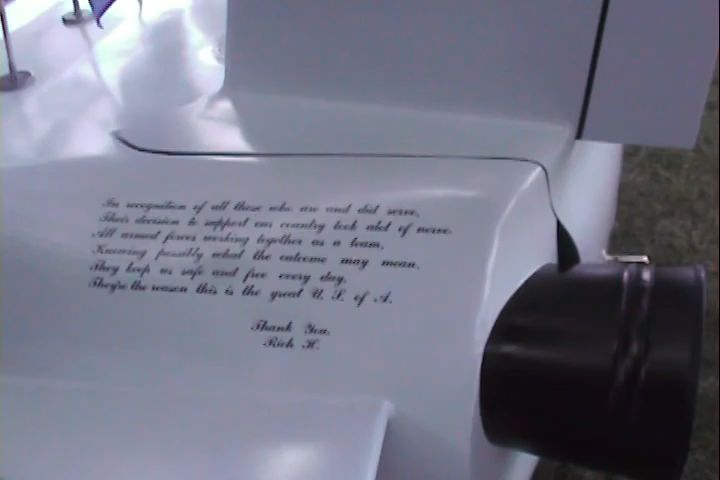 In recognition of all those who are and did serve,
Their decision to support our country took alot of nerve.
All armed forces working together as a team,
Knowing possibly what the outcome may mean.
They keep us safe and free every day,
They're the reason this is the great U. S. of A.
Thank You,
Rich H.